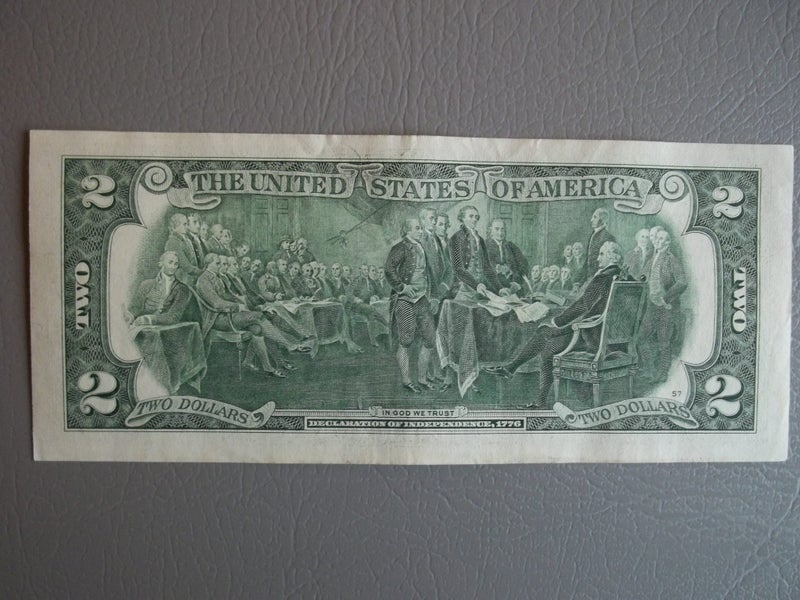 THE UNITED STATES OF AMERICA
2
2
TWO
TWO
2
2
57
TWO DOLLARS
IN GOD WE TRUST
TWO DOLLARS
DECLARATION OF INDEPENDENCE, 1776